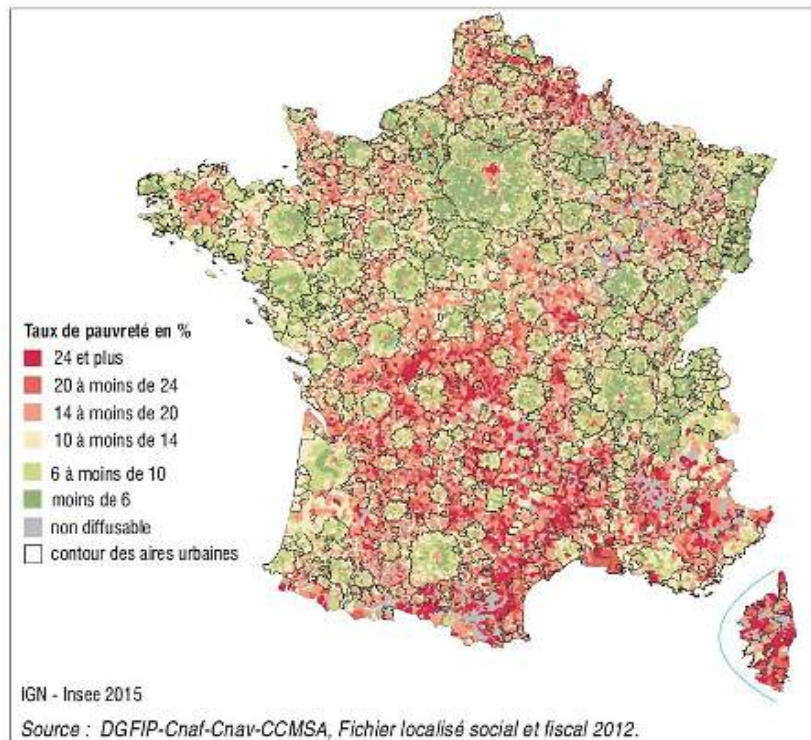 Taux de pauvreté en %
24 et plus
20 à moins de 24
14 à moins de 20
10 à moins de 14
6 à moins de 10
moins de 6
non diffusable
contour des aires urbaines
IGN - Insee 2015
Source : DGFIP-Cnaf-Cnav-CCMSA, Fichier localisé social et fiscal 2012.